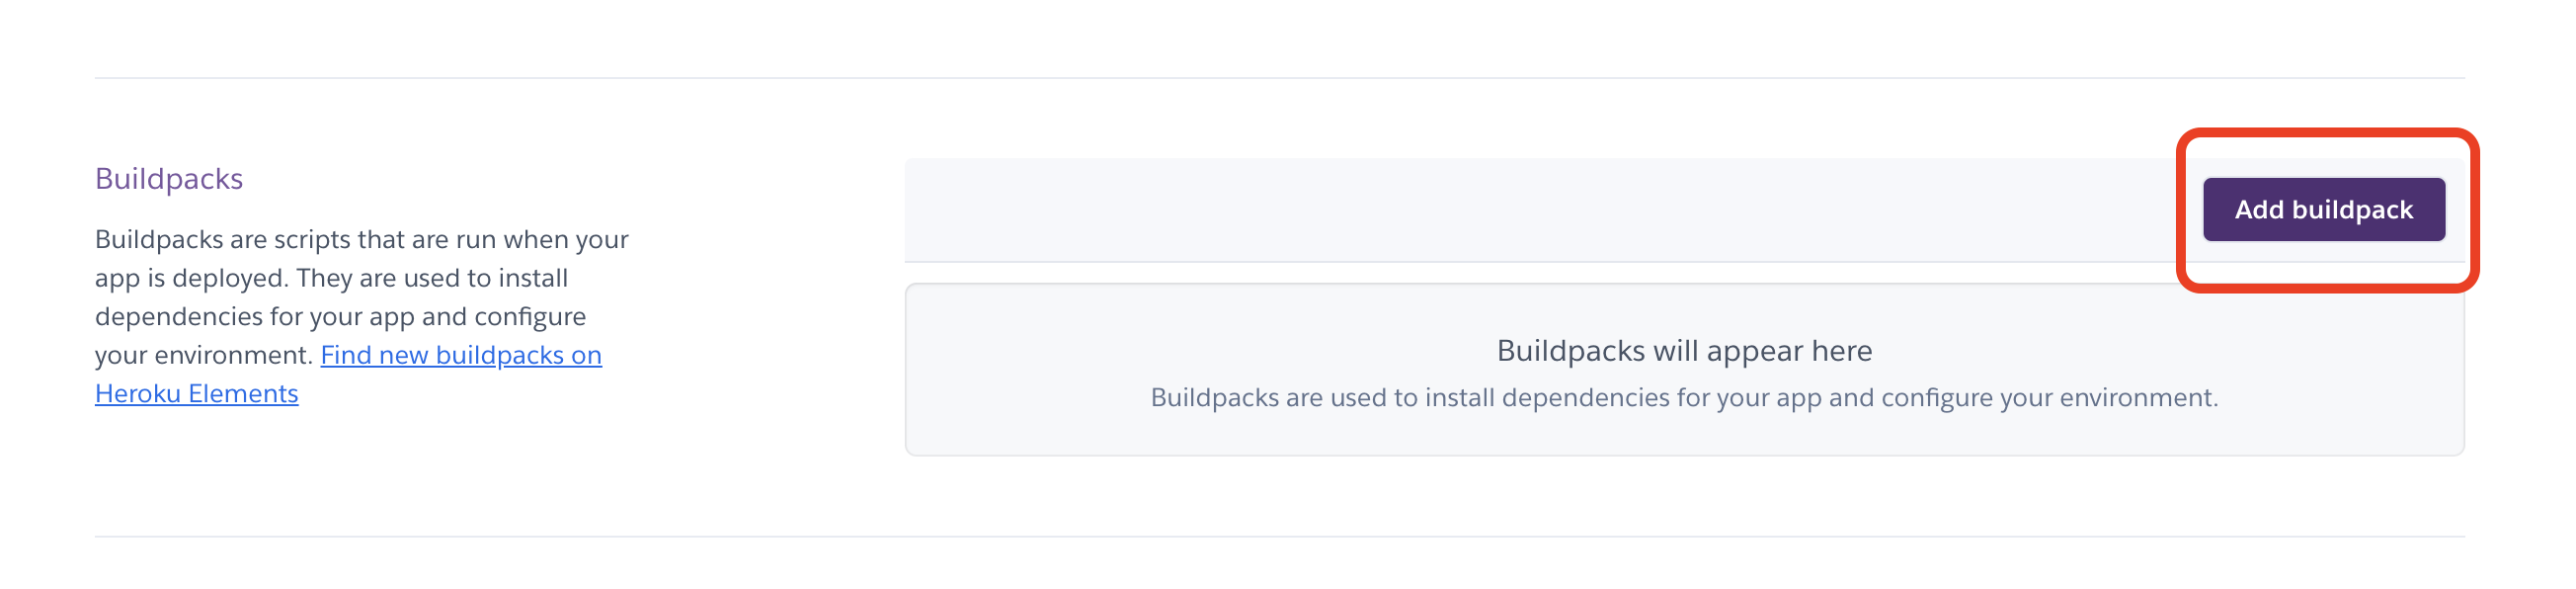 Buildpacks
Buildpacks are scripts that are run when your
app is deployed. They are used to install
dependencies for your app and configure
your environment. Find new buildpacks on
Heroku Elements
Add buildpack
Buildpacks will appear here
Buildpacks are used to install dependencies for your app and configure your environment.